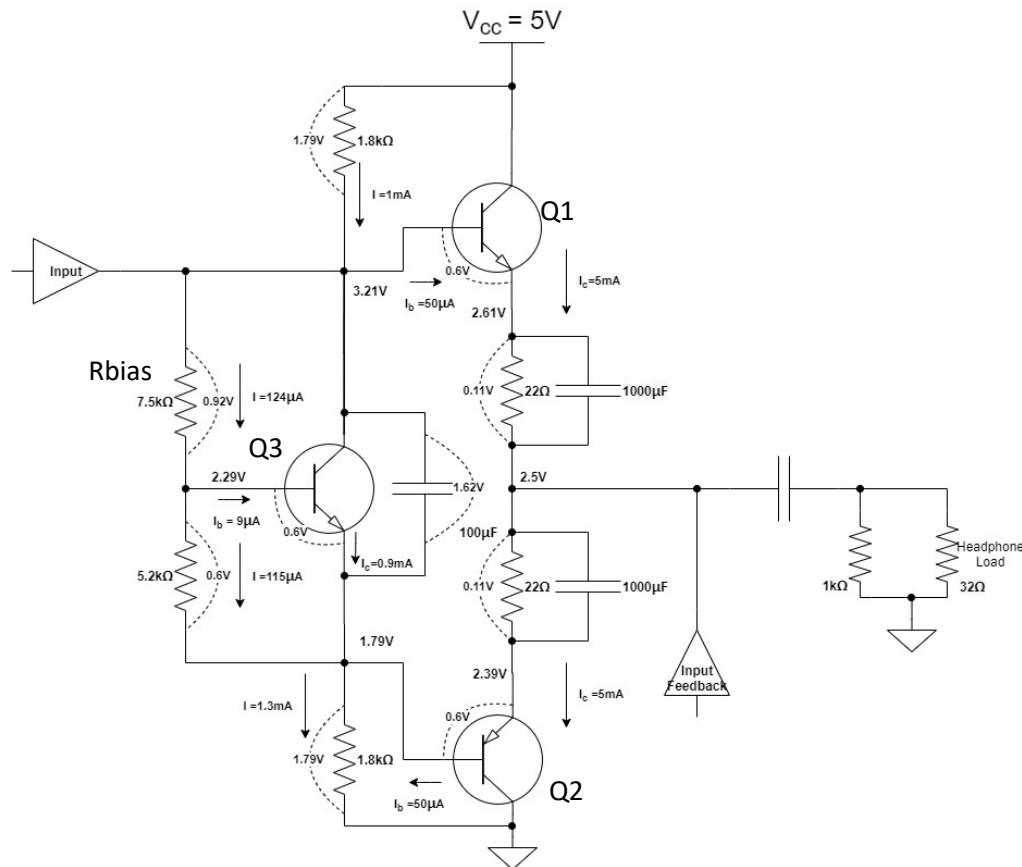 V_CC = 5V
1.79V
1.8kΩ
I =1mA
Q1
Input
0.6V
I_c=5mA
3.21V
I_b =50µA
2.61V
Rbias
7.5kΩ
0.92V
I =124µA
0.11V
22Ω
1000µF
Q3
2.29V
1.62V
2.5V
I_b = 9µA
0.6V
I_c=0.9mA
100µF
5.2kΩ
0.6V
I =115µA
0.11V
22Ω
1000µF
1kΩ
Headphone
Load
32Ω
1.79V
2.39V
I_c =5mA
Input
Feedback
I =1.3mA
0.6V
1.79V
1.8kΩ
I_b =50µA
Q2